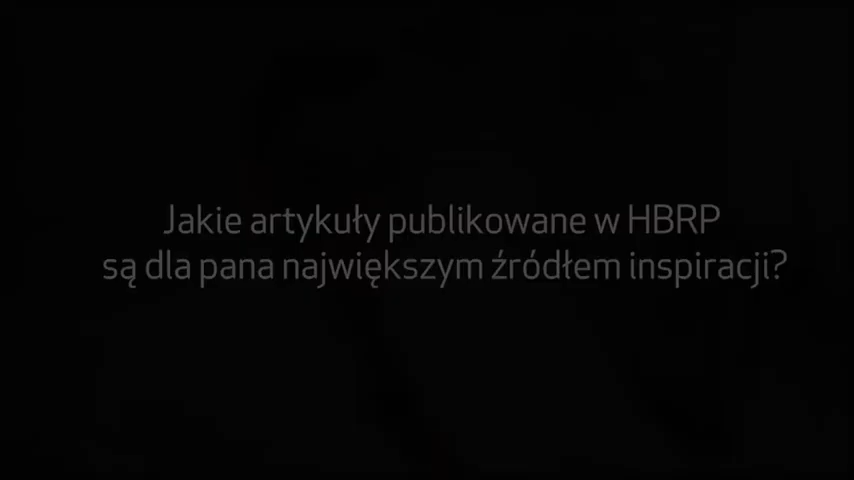 Jakie artykuły publikowane w HBRP
są dla pana największym źródłem inspiracji?